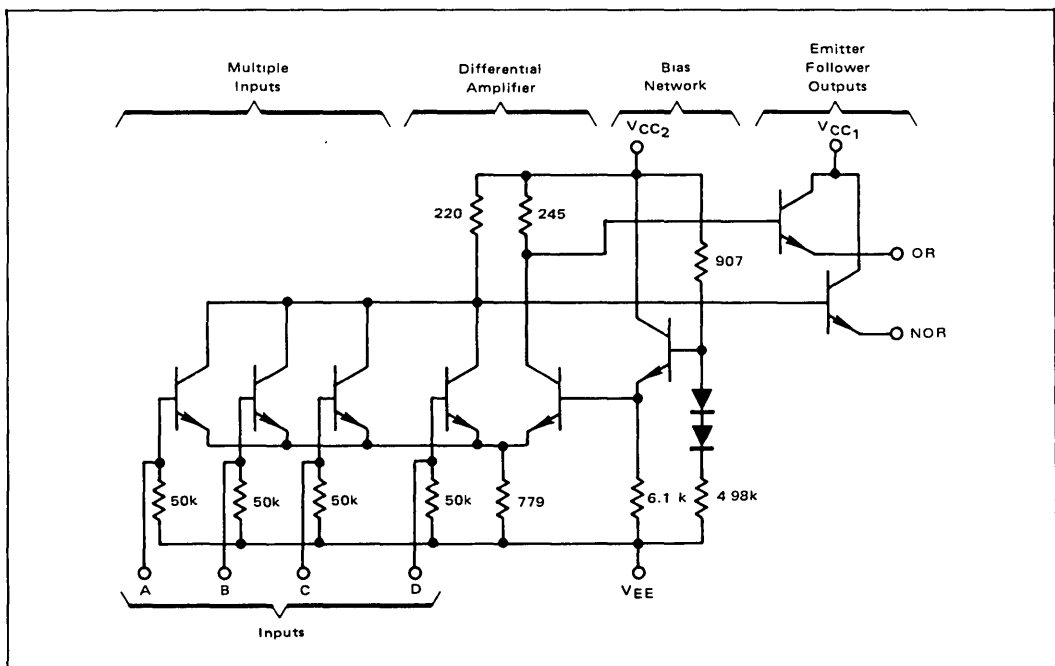 Multiple
Inputs
Differential
Amplifier
Bias
Network
Emitter
Follower
Outputs
VCC2
VCC1
220
245
907
OR
NOR
50k
50k
50k
50k
779
6.1 k
4 98k
A
B
C
D
VEE
Inputs